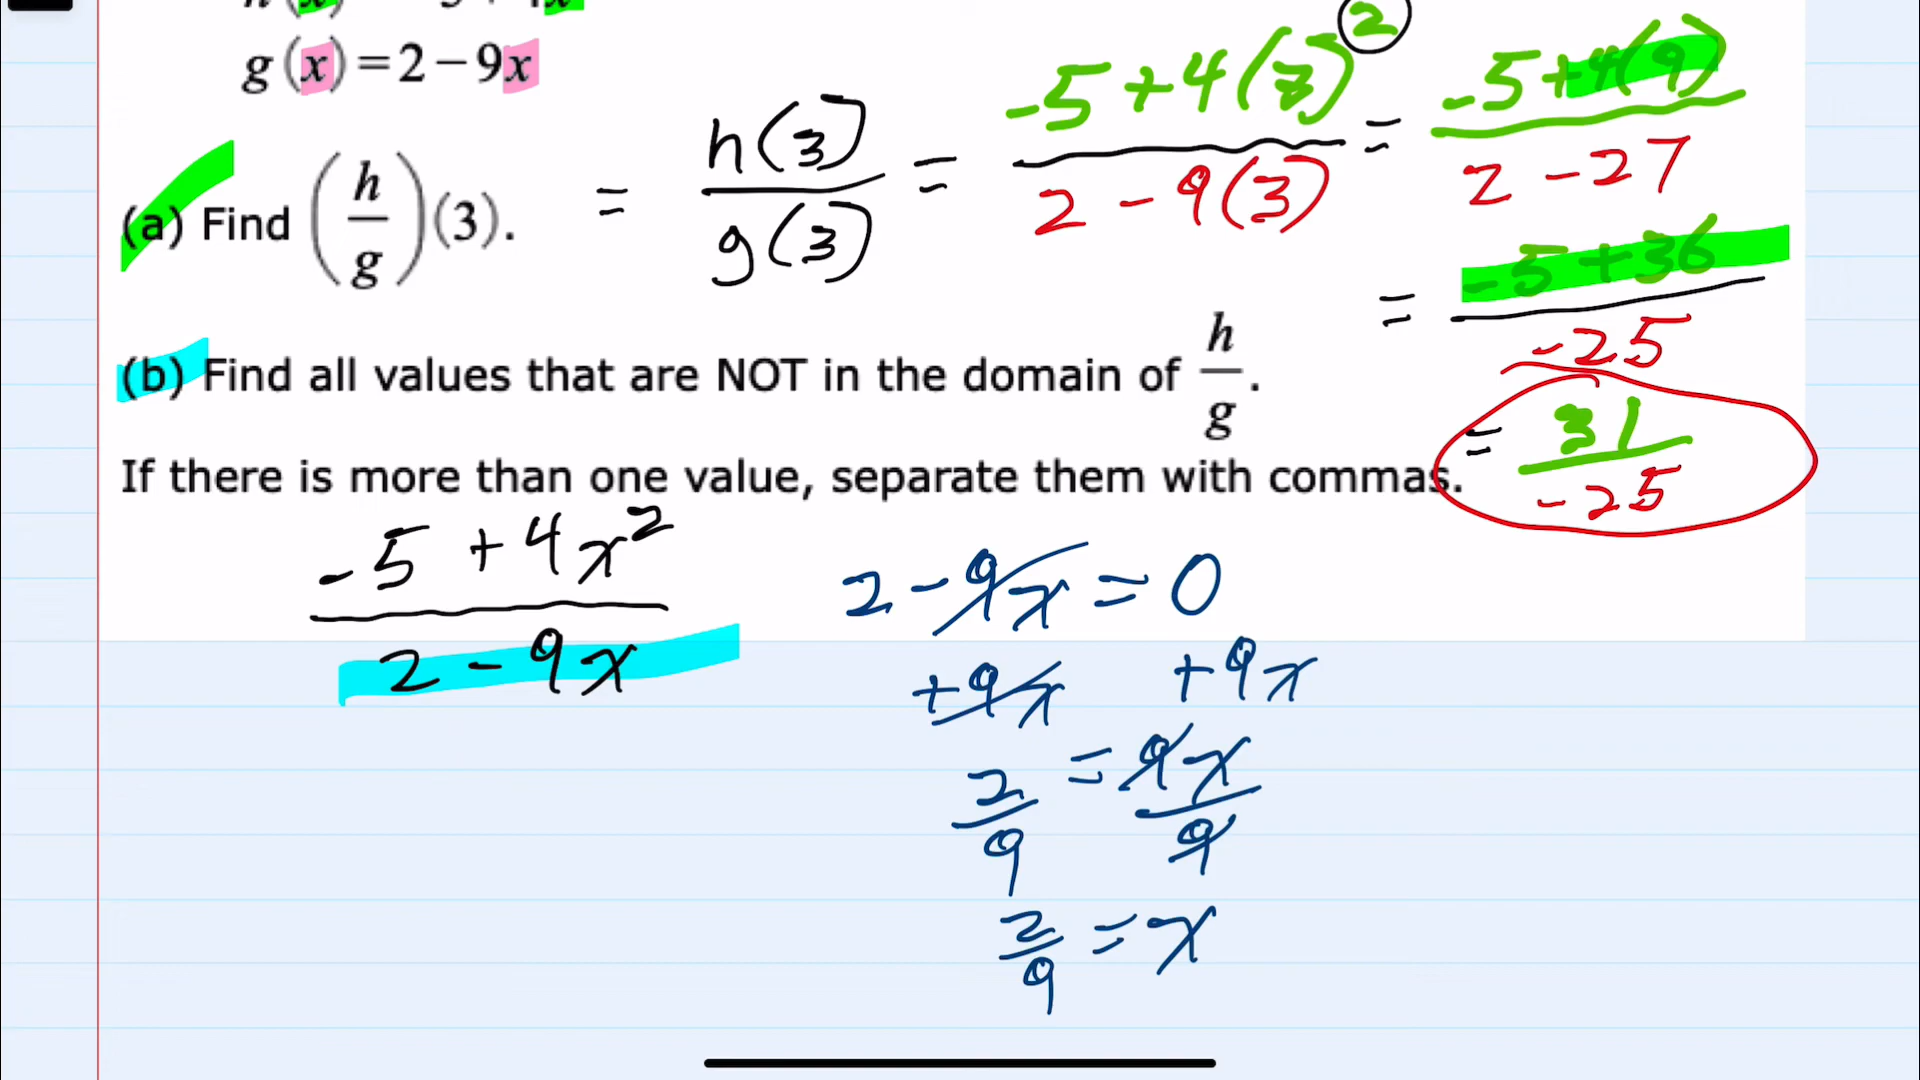 g(x)=2-9x
(a) Find (h/g)(3). = h(3)/g(3) = -5+4(3)²/2-9(3) = -5+4(9)/2-27
= -5+36/-25
= 31/-25
(b) Find all values that are NOT in the domain of h/g.
If there is more than one value, separate them with commas.
-5+4x²/2-9x
2-9x=0
+9x +9x
2/9 = 9x/9
2/9 = x